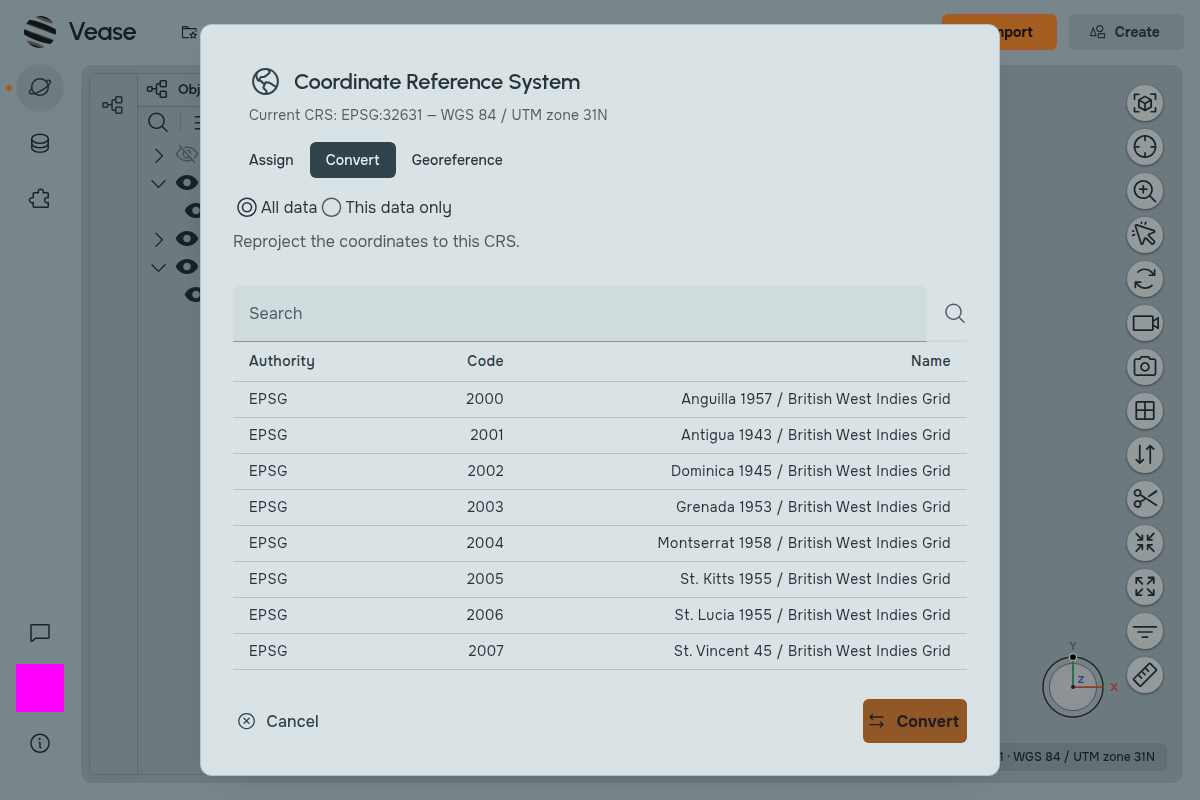 Vease
Create
Coordinate Reference System
Current CRS: EPSG:32631 — WGS 84 / UTM zone 31N
Assign
Convert
Georeference
All data
This data only
Reproject the coordinates to this CRS.
Search
Authority Code Name
EPSG 2000 Anguilla 1957 / British West Indies Grid
EPSG 2001 Antigua 1943 / British West Indies Grid
EPSG 2002 Dominica 1945 / British West Indies Grid
EPSG 2003 Grenada 1953 / British West Indies Grid
EPSG 2004 Montserrat 1958 / British West Indies Grid
EPSG 2005 St. Kitts 1955 / British West Indies Grid
EPSG 2006 St. Lucia 1955 / British West Indies Grid
EPSG 2007 St. Vincent 45 / British West Indies Grid
Y
Z
X
Cancel
Convert
1 · WGS 84 / UTM zone 31N